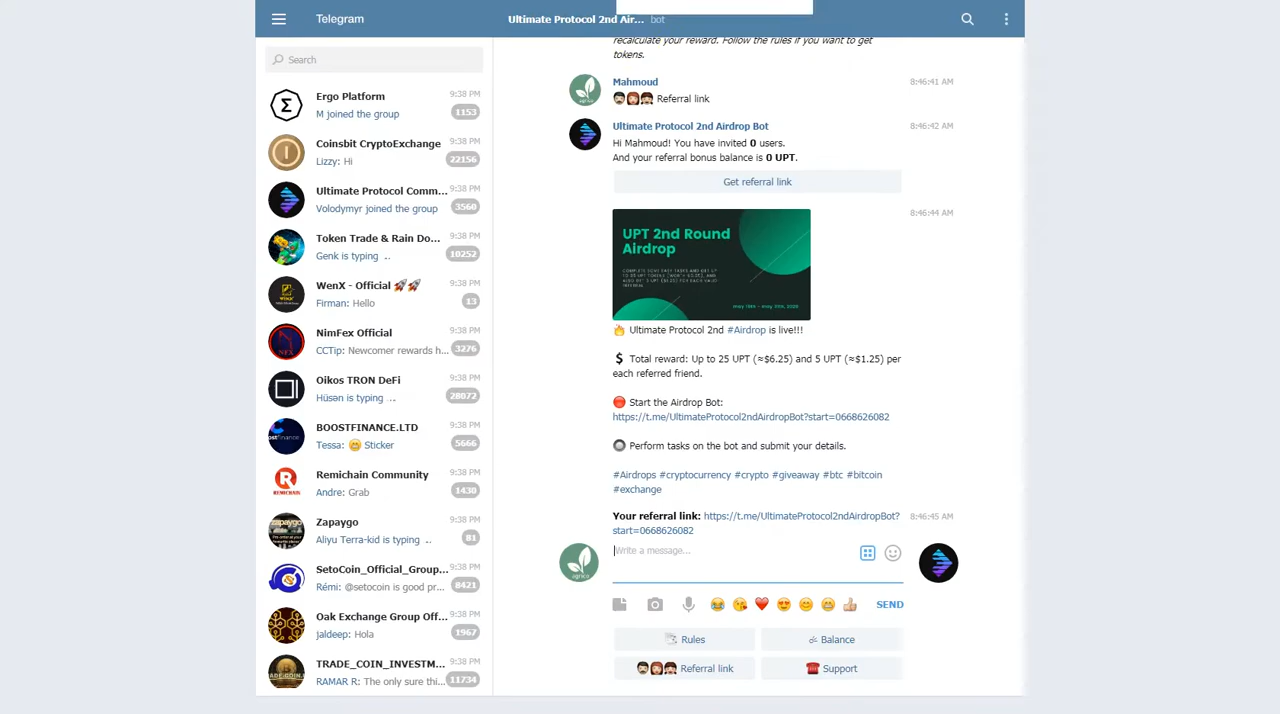 Telegram
Ultimate Protocol 2nd Air... bot
Search
Ergo Platform 9:38 PM
M joined the group 1153
Coinsbit CryptoExchange 9:38 PM
Lizzy: Hi 22156
Ultimate Protocol Comm... 9:38 PM
Volodymyr joined the group 3560
Token Trade & Rain Do... 9:38 PM
Genk is typing .. 10252
WenX - Official 🚀🚀 9:38 PM
Firman: Hello 13
NimFex Official 9:38 PM
CCTip: Newcomer rewards h... 3276
Oikos TRON DeFi 9:38 PM
Hüsən is typing ... 28072
BOOSTFINANCE.LTD 9:38 PM
Tessa: 😁 Sticker 5666
Remichain Community 9:38 PM
Andre: Grab 1430
Zapaygo 9:38 PM
Aliyu Terra-kid is typing .. 81
SetoCoin_Official_Group... 9:38 PM
Rémi: @setocoin is good pr... 8421
Oak Exchange Group Off... 9:38 PM
jaldeep: Hola 1967
TRADE_COIN_INVESTM... 9:38 PM
RAMAR R: The only sure thi... 11734
recalculate your reward. Follow the rules if you want to get
tokens.
Mahmoud 8:46:41 AM
Referral link
Ultimate Protocol 2nd Airdrop Bot 8:46:42 AM
Hi Mahmoud! You have invited 0 users.
And your referral bonus balance is 0 UPT.
Get referral link
8:46:44 AM
UPT 2nd Round
Airdrop
🔥 Ultimate Protocol 2nd #Airdrop is live!!!
💲 Total reward: Up to 25 UPT (≈$6.25) and 5 UPT (≈$1.25) per
each referred friend.
🔴 Start the Airdrop Bot:
https://t.me/UltimateProtocol2ndAirdropBot?start=0668626082
🔘 Perform tasks on the bot and submit your details.
#Airdrops #cryptocurrency #crypto #giveaway #btc #bitcoin
#exchange
Your referral link: https://t.me/UltimateProtocol2ndAirdropBot? 8:46:45 AM
start=0668626082
Write a message...
SEND
Rules
Balance
Referral link
Support